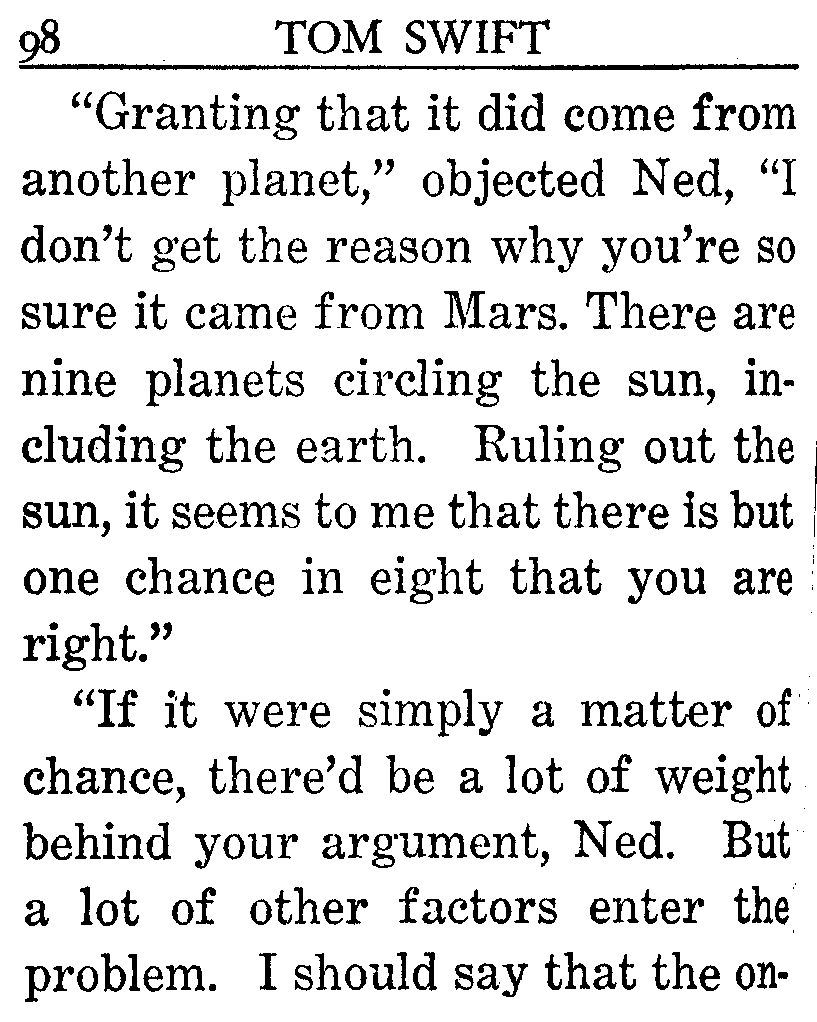 98 TOM SWIFT
“Granting that it did come from
another planet,” objected Ned, “I
don’t get the reason why you’re so
sure it came from Mars. There are
nine planets circling the sun, in-
cluding the earth. Ruling out the
sun, it seems to me that there is but
one chance in eight that you are
right.”
“If it were simply a matter of
chance, there’d be a lot of weight
behind your argument, Ned. But
a lot of other factors enter the
problem. I should say that the on-